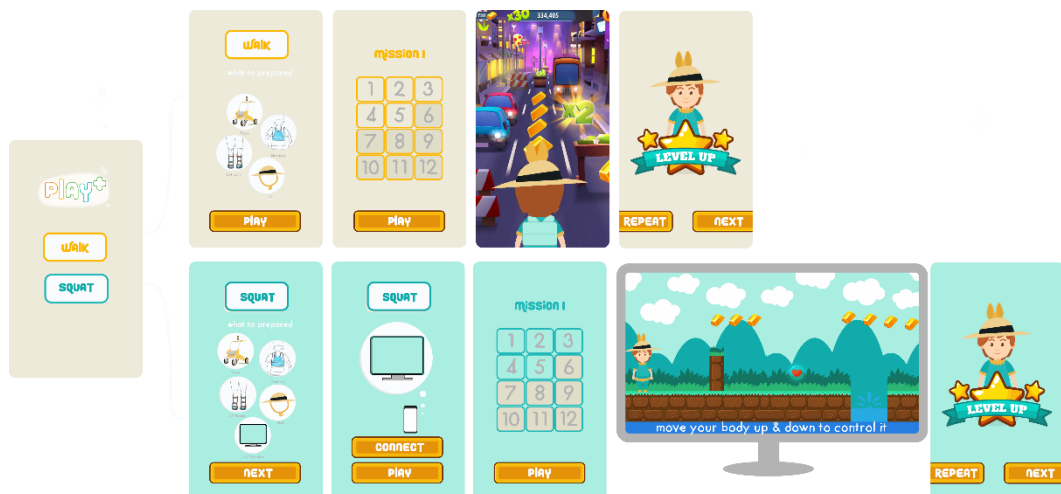 PLAY+
WALK
SQUAT
WALK
what to prepared
PLAY
mission 1
1 2 3
4 5 6
7 8 9
10 11 12
PLAY
x30 334,405
x2
LEVEL UP
REPEAT NEXT
SQUAT
what to prepared
NEXT
SQUAT
CONNECT
PLAY
mission 1
1 2 3
4 5 6
7 8 9
10 11 12
PLAY
move your body up & down to control it
LEVEL UP
REPEAT NEXT